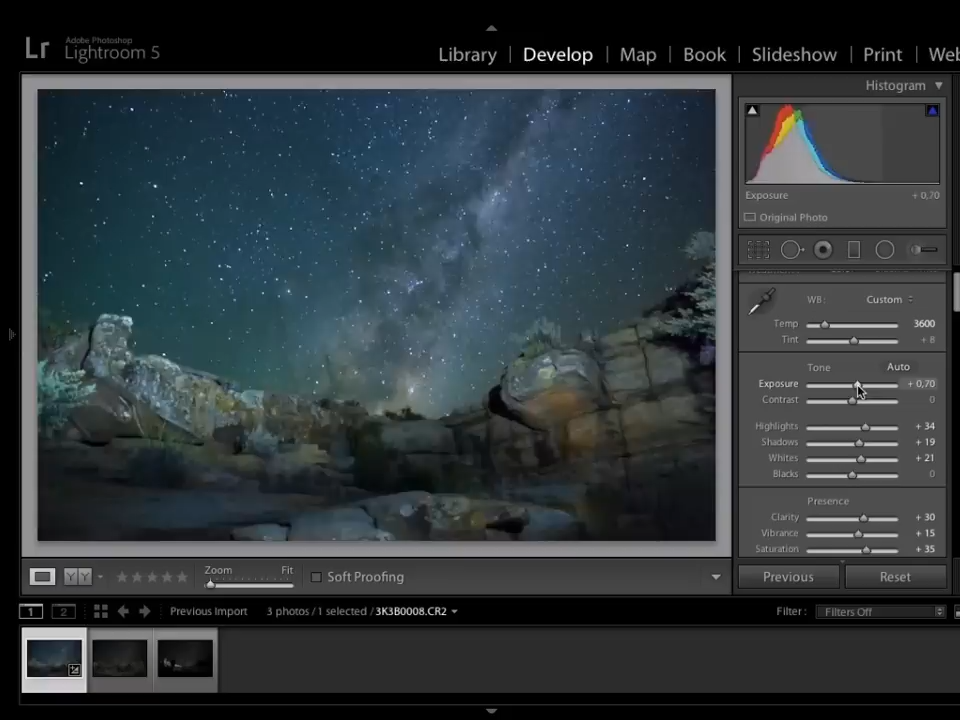 Lr Adobe Photoshop
Lightroom 5
Library | Develop | Map | Book | Slideshow | Print | Web
Histogram
Exposure + 0,70
Original Photo
WB: Custom
Temp 3600
Tint + 8
Tone Auto
Exposure + 0,70
Contrast 0
Highlights + 34
Shadows + 19
Whites + 21
Blacks 0
Presence
Clarity + 30
Vibrance + 15
Saturation + 35
Zoom Fit
Soft Proofing
Previous Reset
1 2 Previous Import 3 photos / 1 selected / 3K3B0008.CR2 Filter: Filters Off